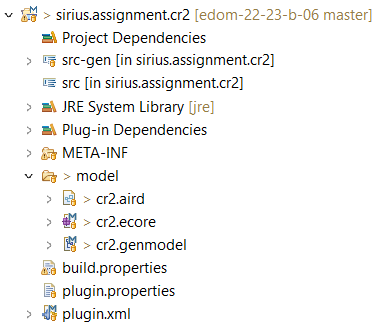 > sirius.assignment.cr2 [edom-22-23-b-06 master]
Project Dependencies
src-gen [in sirius.assignment.cr2]
src [in sirius.assignment.cr2]
JRE System Library [jre]
Plug-in Dependencies
META-INF
> model
> cr2.aird
> cr2.ecore
> cr2.genmodel
build.properties
plugin.properties
plugin.xml